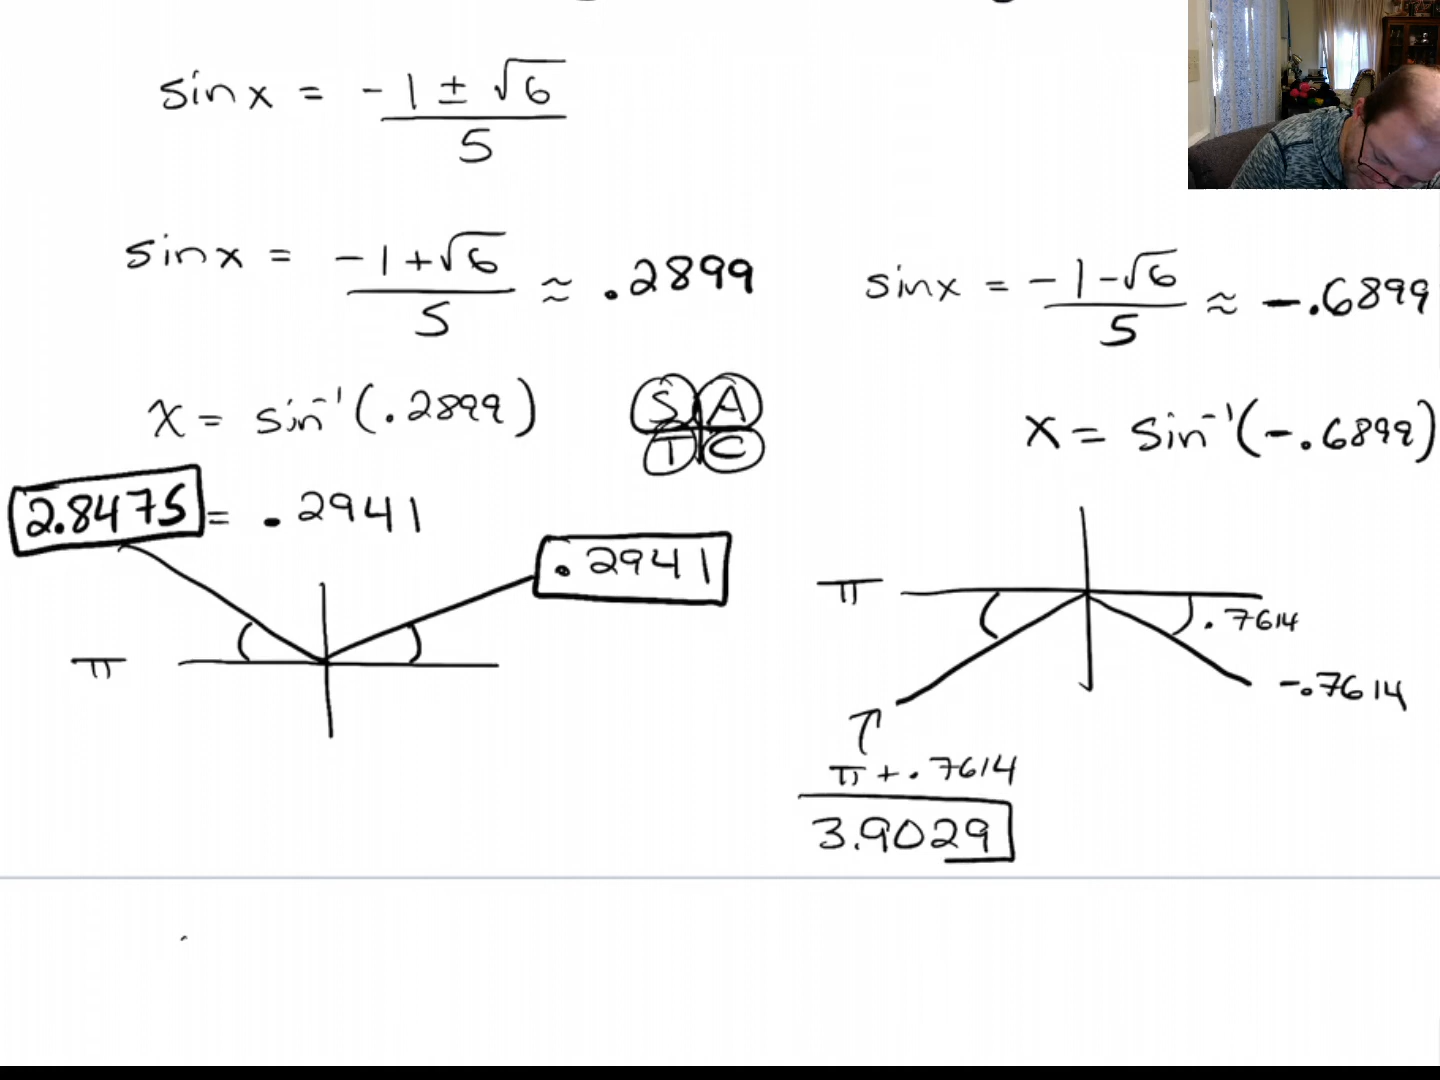 sin x = -1 ± √6 / 5
sin x = -1 + √6 / 5 ≈ .2899
x = sin⁻¹(.2899)
S A
T C
2.8475 = .2941
.2941
π
sin x = -1 - √6 / 5 ≈ -.6899
x = sin⁻¹(-.6899)
π
.7614
-.7614
π + .7614
3.9029